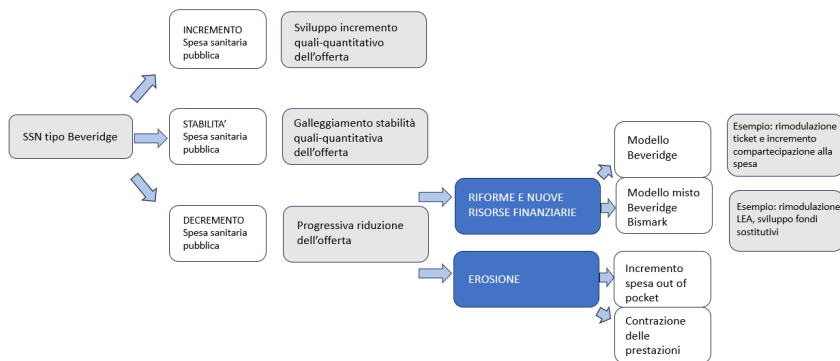 SSN tipo Beveridge
INCREMENTO
Spesa sanitaria
pubblica
Sviluppo incremento
quali-quantitativo
dell'offerta
STABILITA'
Spesa sanitaria
pubblica
Galleggiamento stabilità
quali-quantitativa
dell'offerta
DECREMENTO
Spesa sanitaria
pubblica
Progressiva riduzione
dell'offerta
RIFORME E NUOVE
RISORSE FINANZIARIE
Modello
Beveridge
Esempio: rimodulazione
ticket e incremento
compartecipazione alla
spesa
Modello misto
Beveridge
Bismark
Esempio: rimodulazione
LEA, sviluppo fondi
sostitutivi
EROSIONE
Incremento
spesa out of
pocket
Contrazione
delle
prestazioni